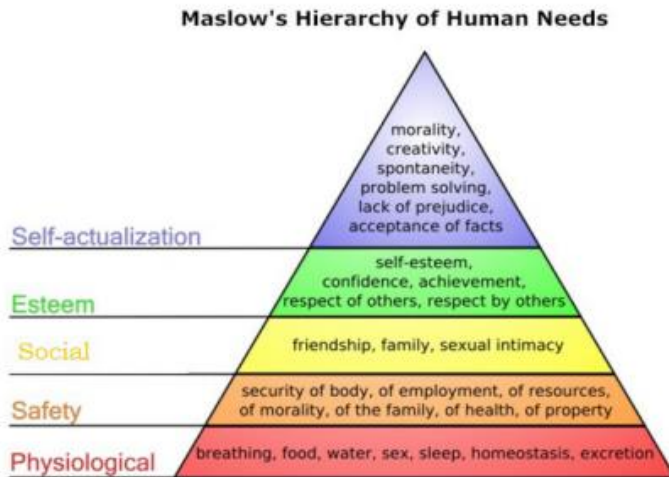 Maslow's Hierarchy of Human Needs
morality,
creativity,
spontaneity,
problem solving,
lack of prejudice,
acceptance of facts
Self-actualization
self-esteem,
confidence, achievement,
respect of others, respect by others
Esteem
friendship, family, sexual intimacy
Social
security of body, of employment, of resources,
of morality, of the family, of health, of property
Safety
breathing, food, water, sex, sleep, homeostasis, excretion
Physiological